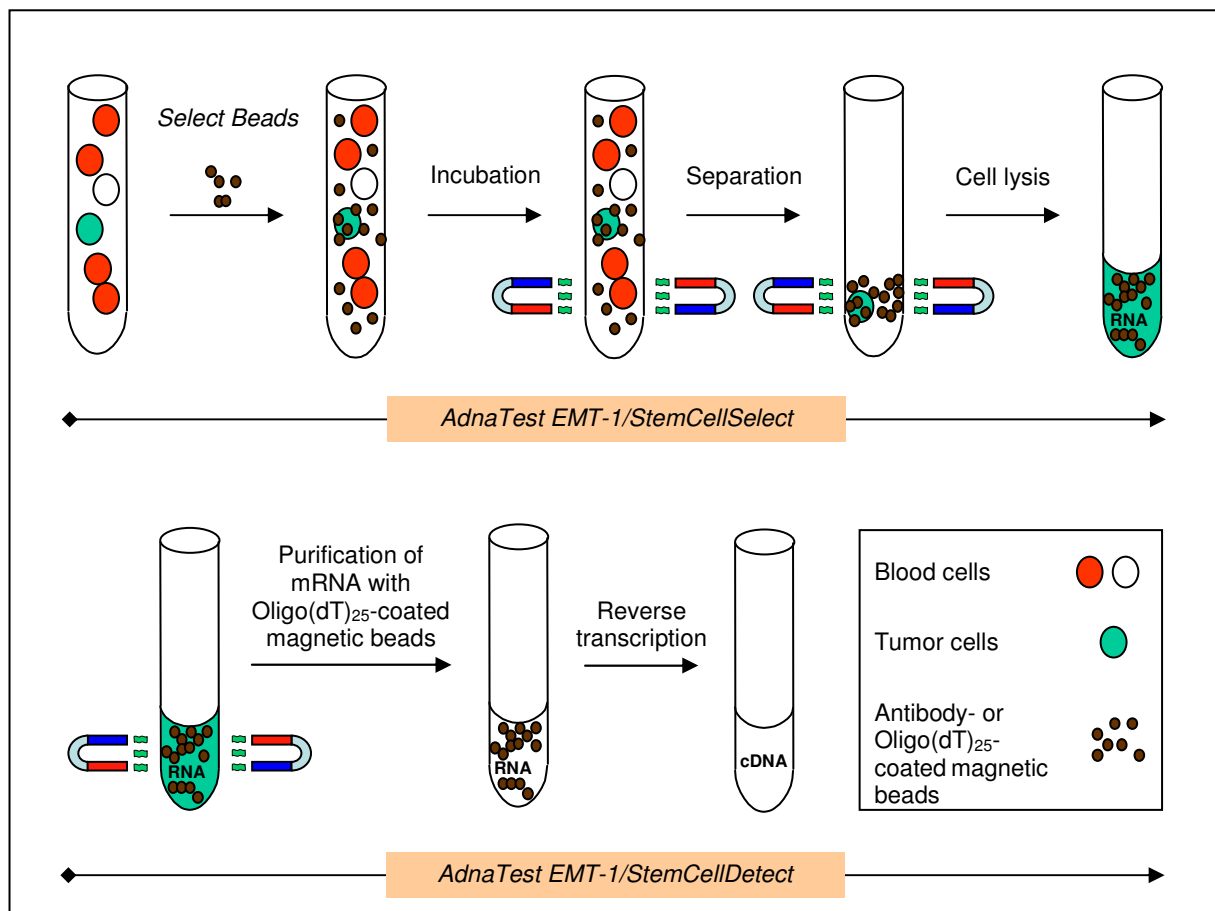 Select Beads
Incubation
Separation
Cell lysis
RNA
AdnaTest EMT-1/StemCellSelect
Purification of
mRNA with
Oligo(dT)₂₅-coated
magnetic beads
Reverse
transcription
RNA
RNA
cDNA
Blood cells
Tumor cells
Antibody- or
Oligo(dT)₂₅-
coated magnetic
beads
AdnaTest EMT-1/StemCellDetect